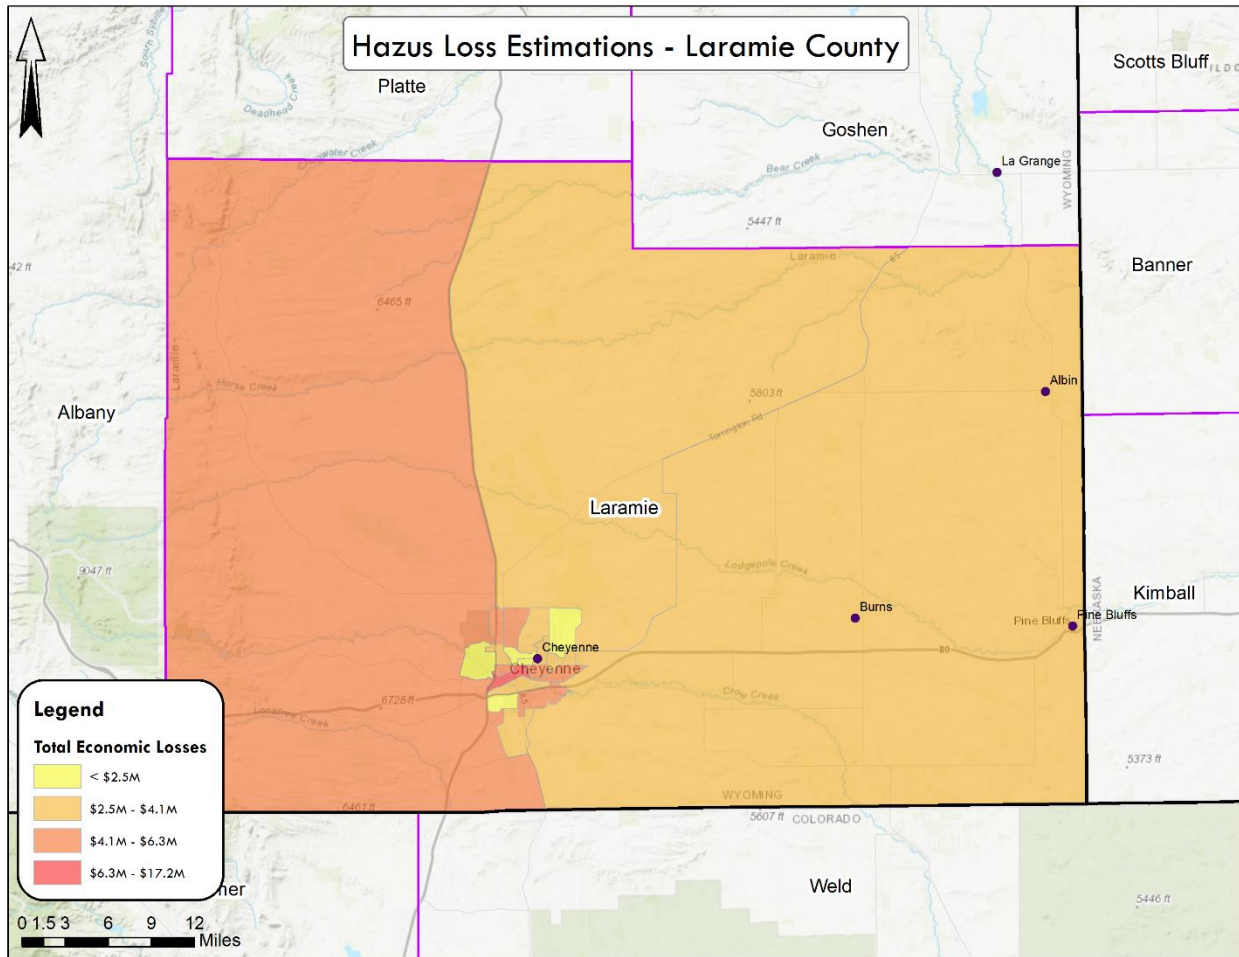 Hazus Loss Estimations - Laramie County
Scotts Bluff
Platte
Deadhead Creek
Goshen
La Grange
WYOMING
Bear Creek
5447 ft
Banner
42 ft
Laramie
85
6465 ft
Laramie
Horse Creek
Albany
Albin
5803 ft
Torrington Rd
Laramie
Lodgepole Creek
9047 ft
Kimball
NEBRASKA
Burns
Pine Bluffs
Pine Bluffs
Cheyenne
Cheyenne
80
Crow Creek
85
6728 ft
Lonetree Creek
5373 ft
6461 ft
WYOMING
5607 ft
COLORADO
Weld
5446 ft
Legend
Total Economic Losses
< $2.5M
$2.5M - $4.1M
$4.1M - $6.3M
$6.3M - $17.2M
mer
0 1.5 3 6 9 12
Miles